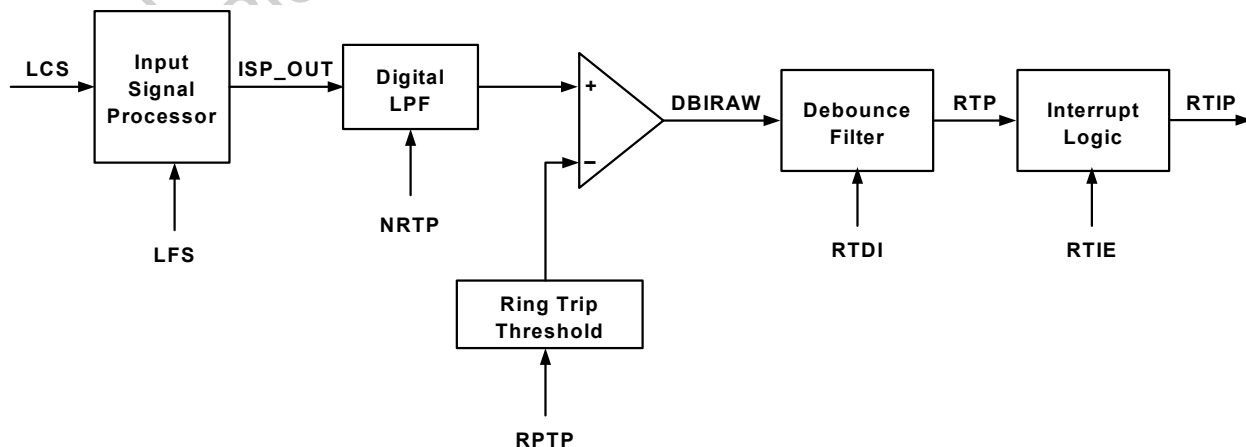 LCS
Input
Signal
Processor
ISP_OUT
Digital
LPF
+
−
DBIRAW
Debounce
Filter
RTP
Interrupt
Logic
RTIP
LFS
NRTP
RTDI
RTIE
Ring Trip
Threshold
RPTP